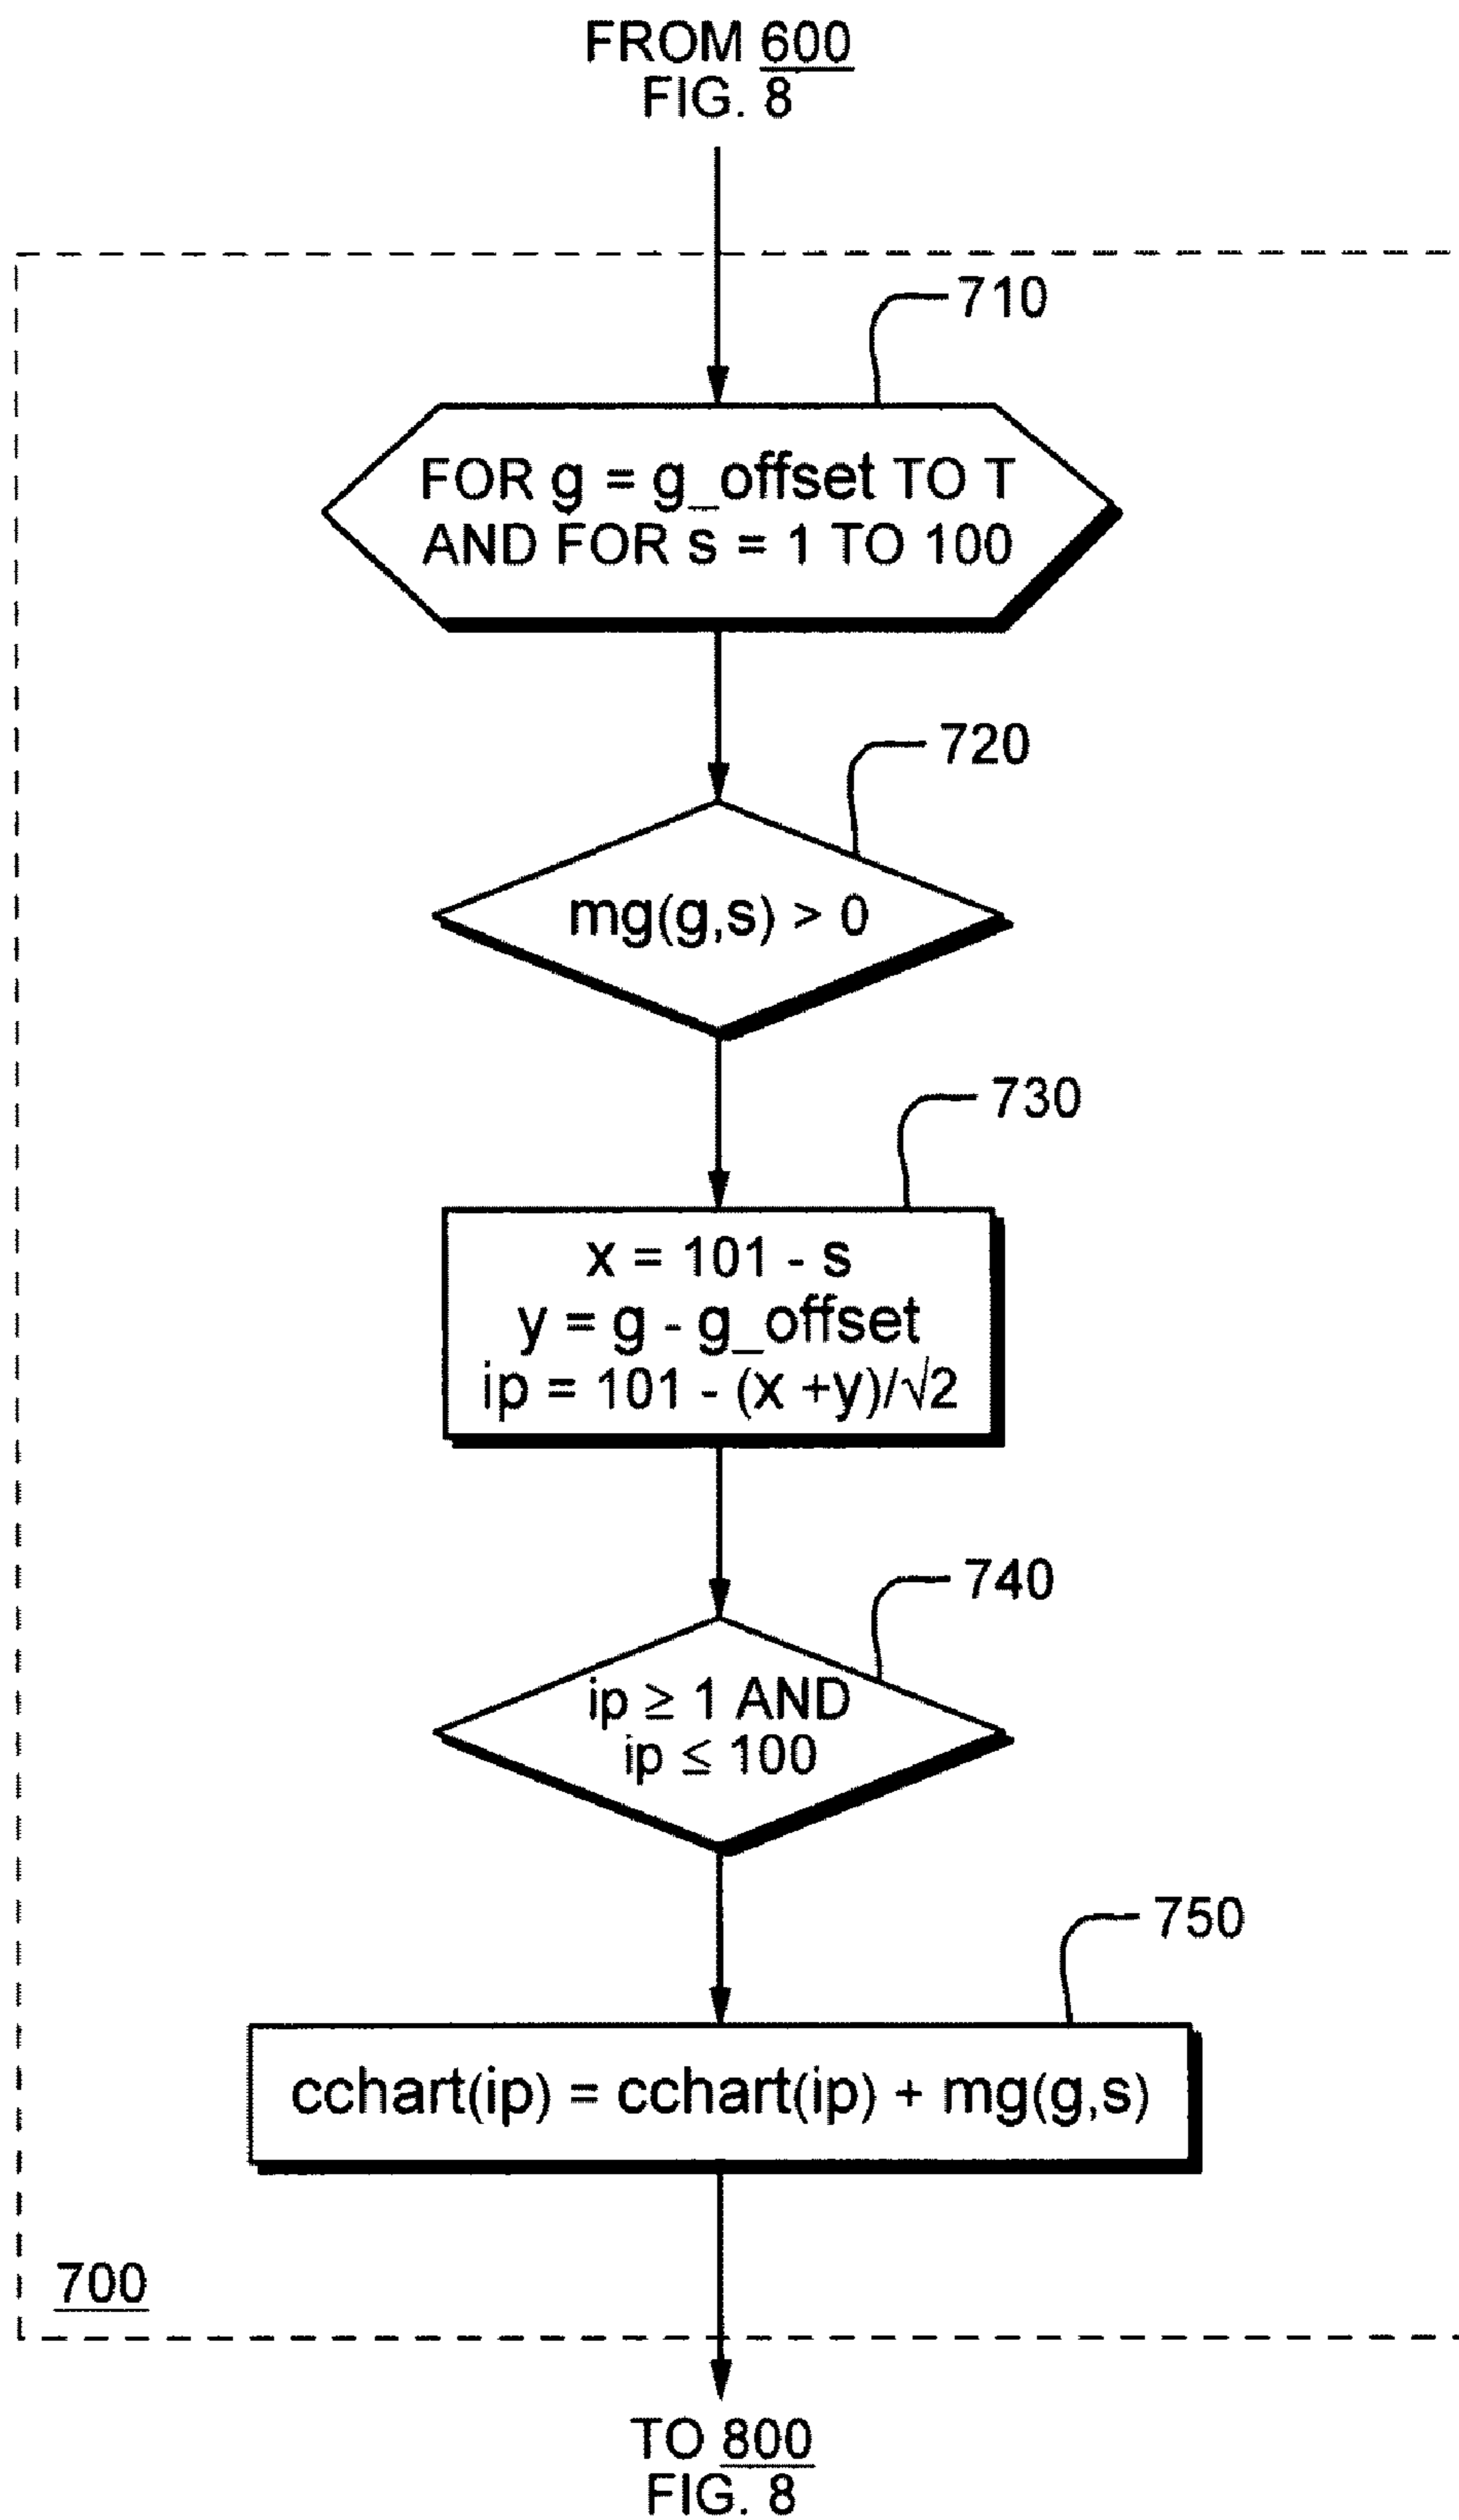 FROM 600
FIG. 8
710
FOR g = g_offset TO T
AND FOR s = 1 TO 100
720
mg(g,s) > 0
730
x = 101 - s
y = g - g_offset
ip = 101 - (x +y)/√2
740
ip ≥ 1 AND
ip ≤ 100
750
cchart(ip) = cchart(ip) + mg(g,s)
700
TO 800
FIG. 8